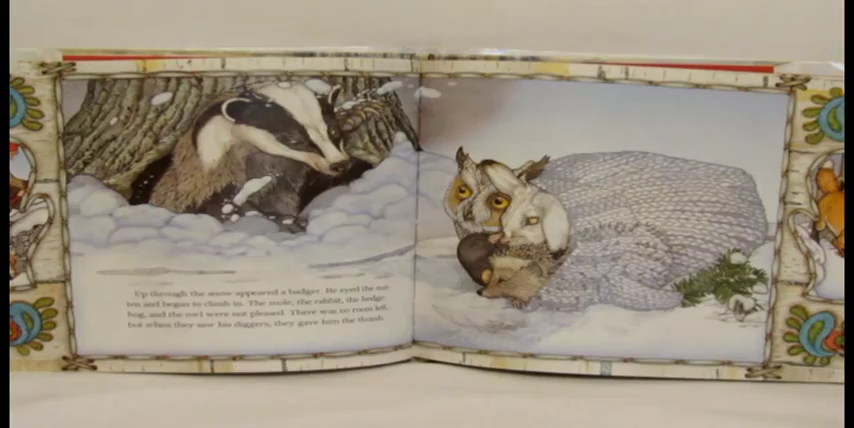 Up through the snow appeared a badger. He eyed the mit-
ten and began to climb in. The mole, the rabbit, the hedge-
hog, and the owl were not pleased. There was no room left,
but when they saw his diggers, they gave him the thumb.